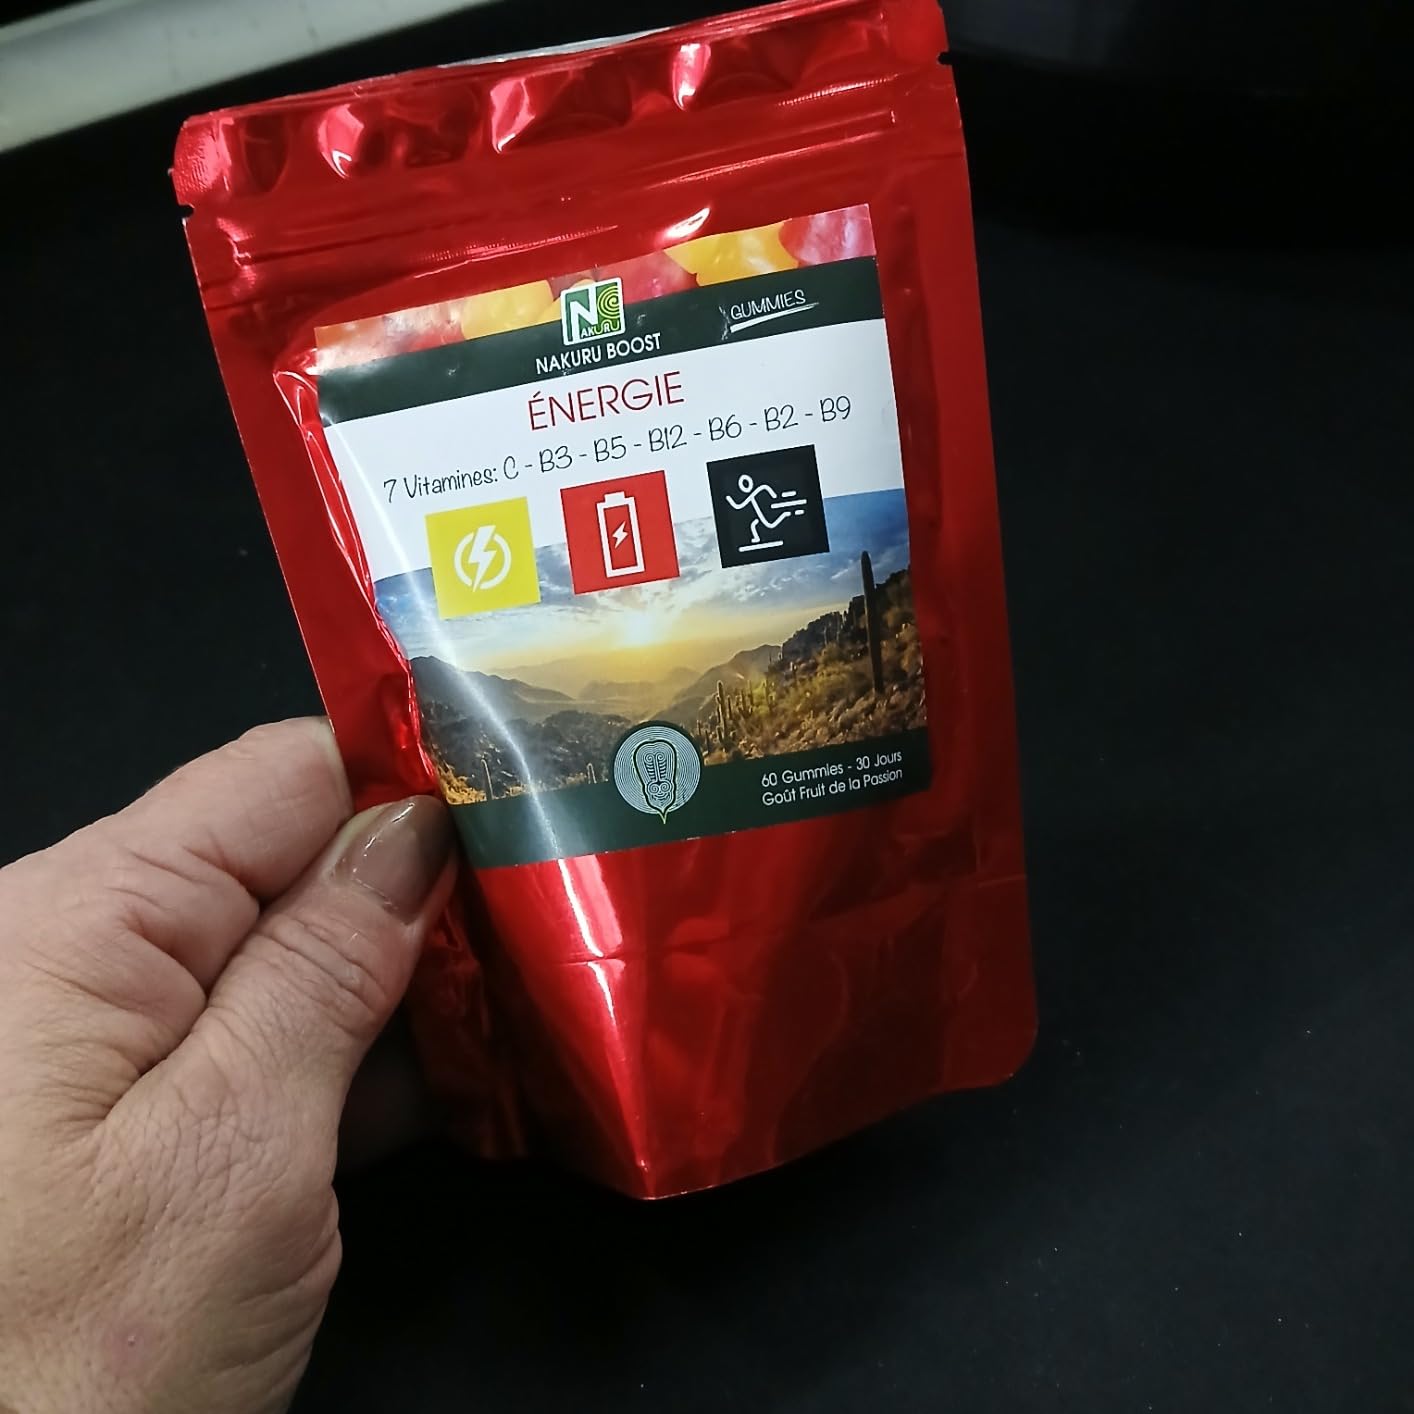 NAKURU
NAKURU BOOST
GUMMIES
ÉNERGIE
7 Vitamines: C - B3 - B5 - B12 - B6 - B2 - B9
60 Gummies - 30 Jours
Goût Fruit de la Passion